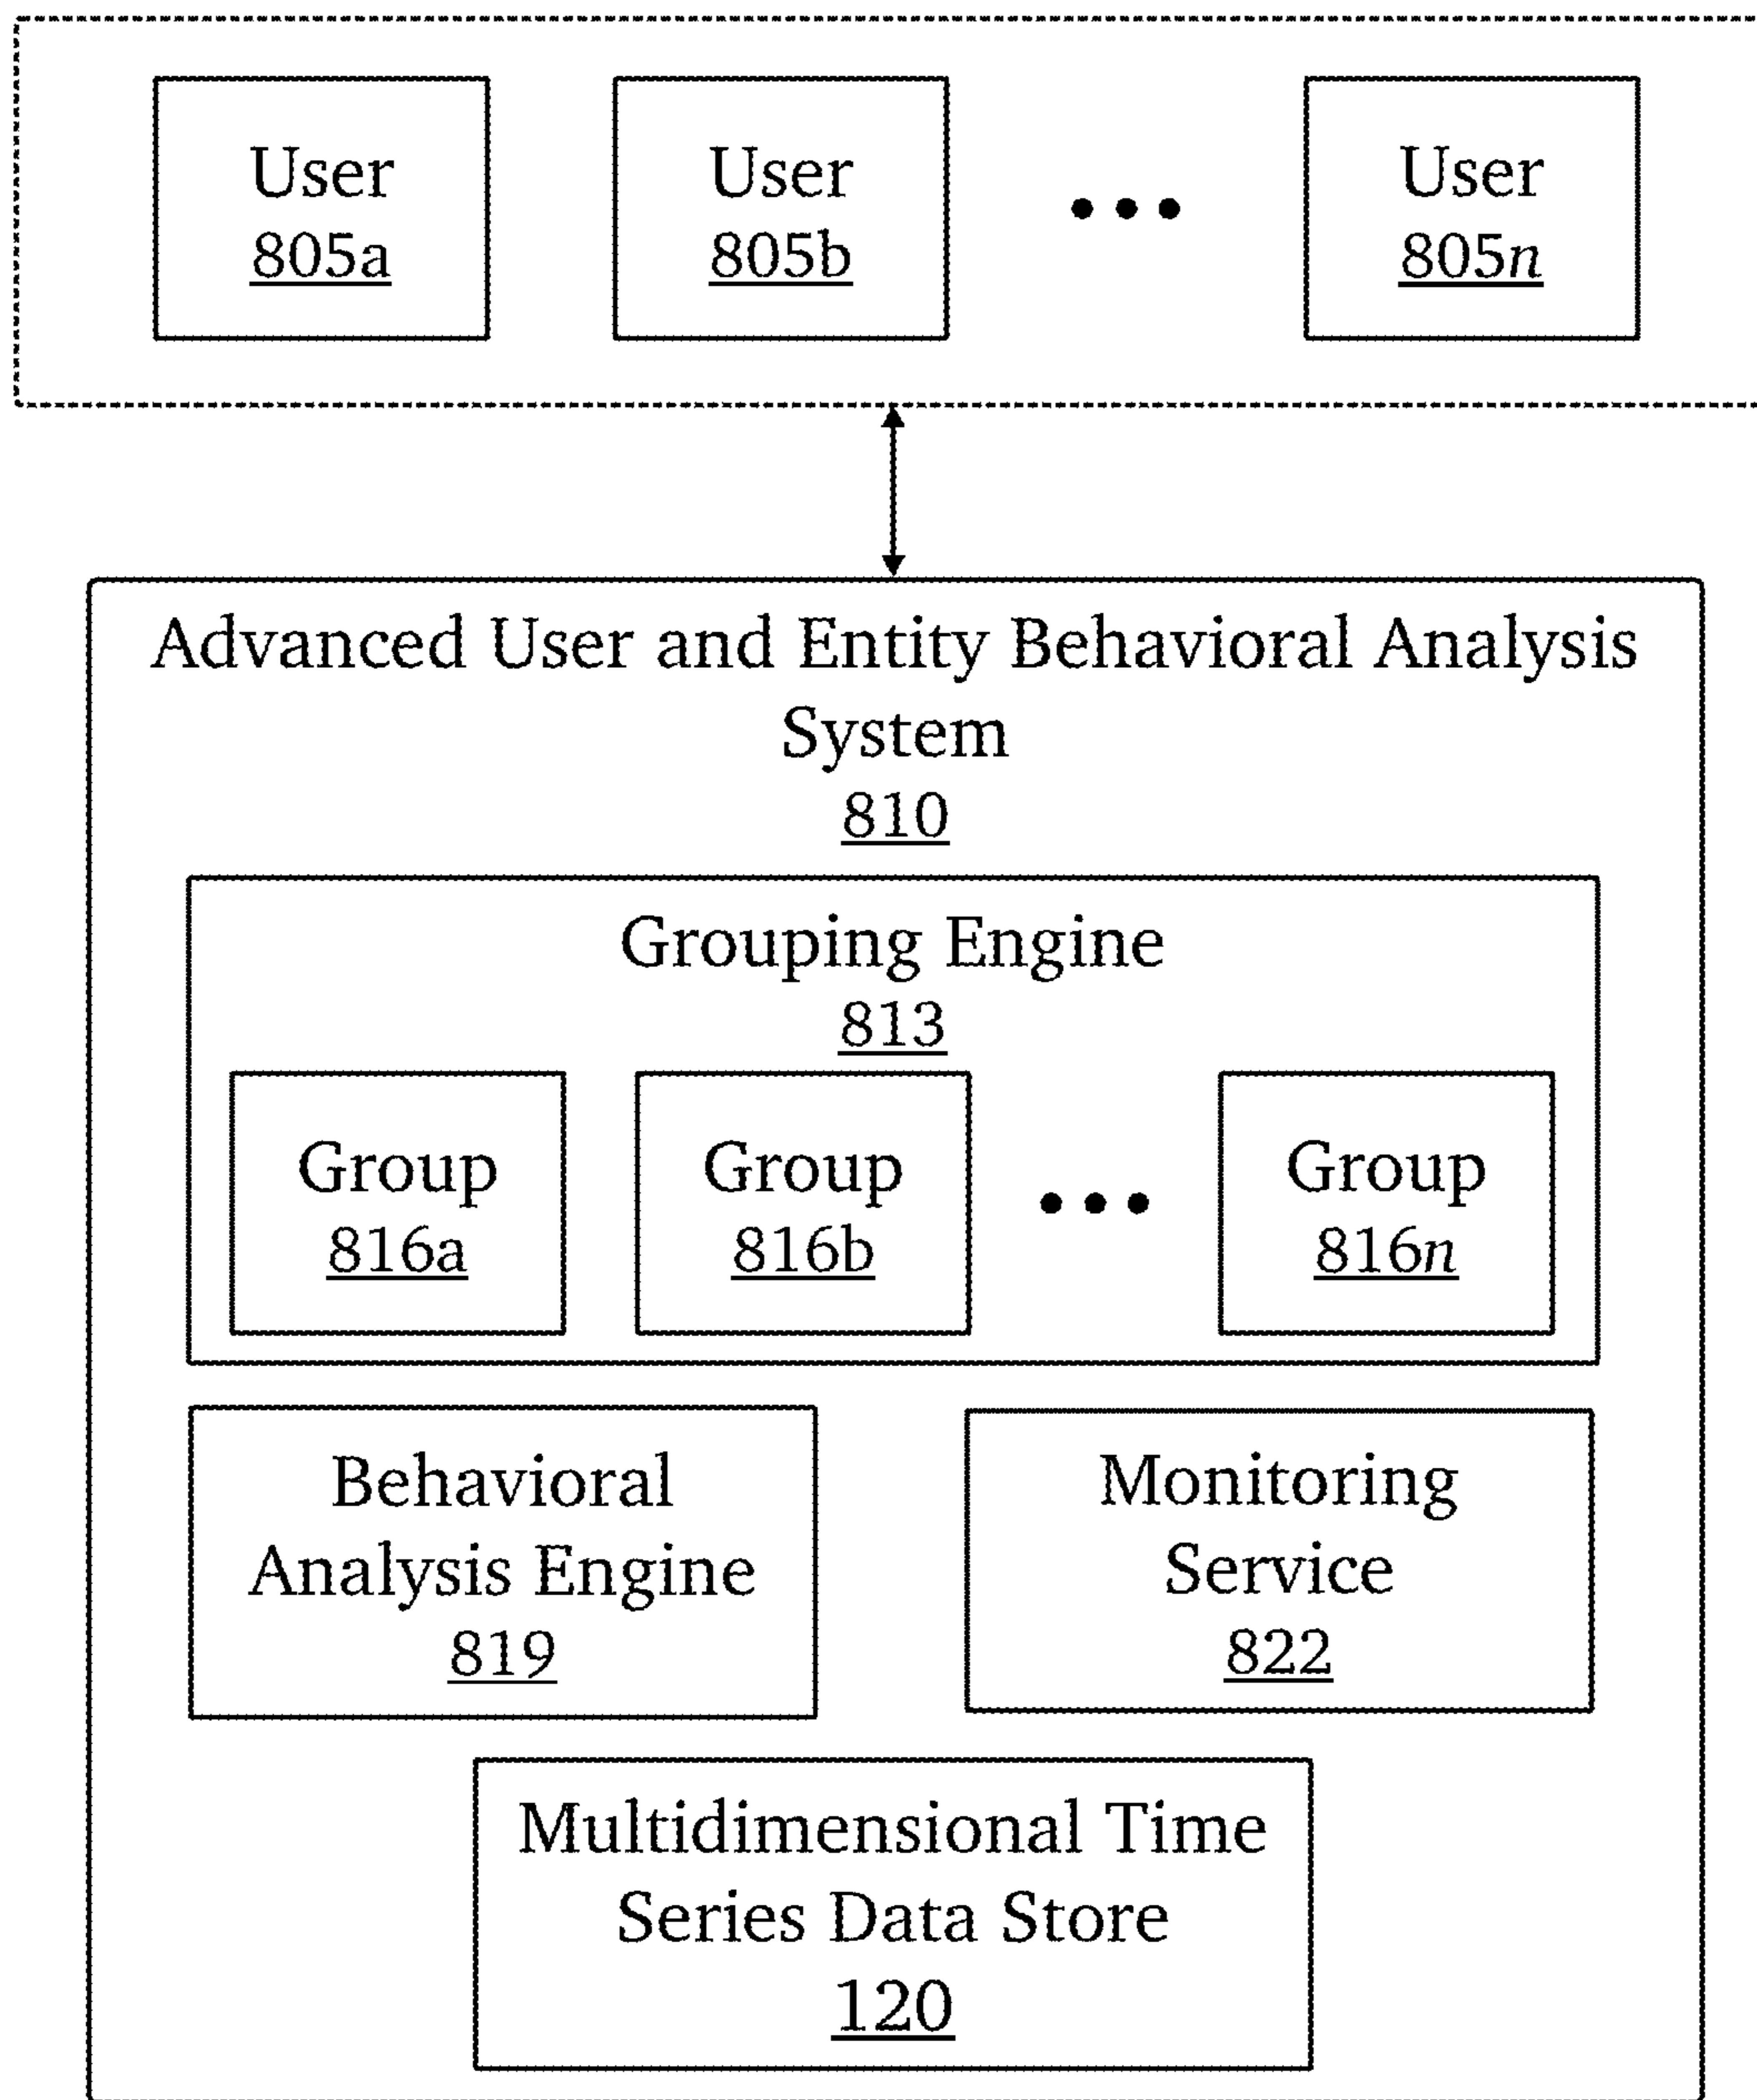 User
805a
User
805b
•••
User
805n
Advanced User and Entity Behavioral Analysis
System
810
Grouping Engine
813
Group
816a
Group
816b
•••
Group
816n
Behavioral
Analysis Engine
819
Monitoring
Service
822
Multidimensional Time
Series Data Store
120